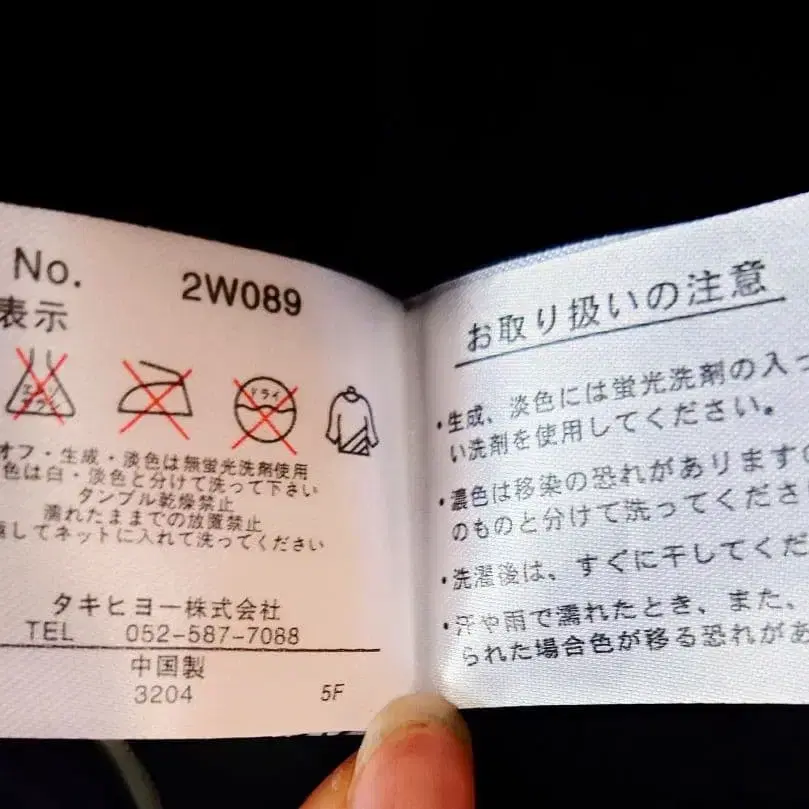 No. 2W089
表示
ドライ
オフ・生成・淡色は無蛍光洗剤使用
色は白・淡色と分けて洗って下さい
タンブル乾燥禁止
濡れたままでの放置禁止
してネットに入れて洗ってください
タキヒヨー株式会社
TEL 052-587-7088
中国製
3204 5F
お取り扱いの注意
・生成、淡色には蛍光洗剤の入っ
い洗剤を使用してください。
・濃色は移染の恐れがありますの
のものと分けて洗ってくださ
・洗濯後は、すぐに干してくだ
・汗や雨で濡れたとき、また、
られた場合色が移る恐れがあ